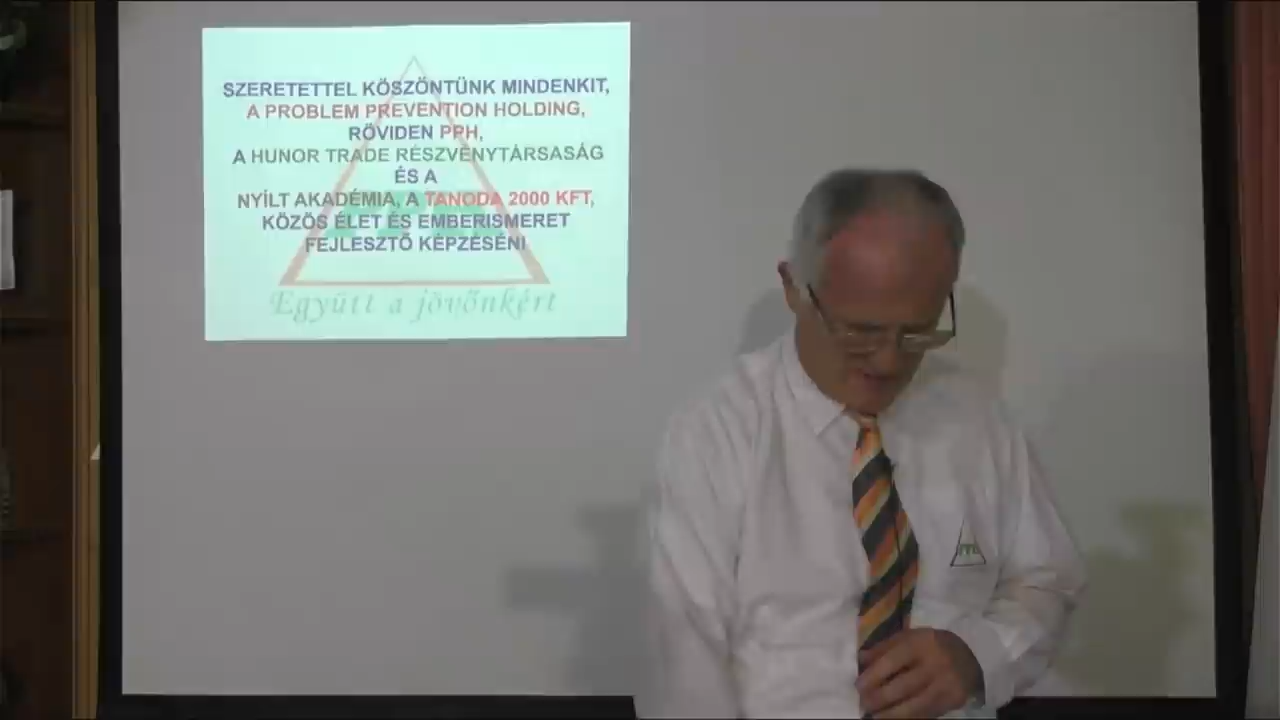 SZERETETTEL KÖSZÖNTÜNK MINDENKIT,
A PROBLEM PREVENTION HOLDING,
RÖVIDEN PPH,
A HUNOR TRADE RÉSZVÉNYTÁRSASÁG
ÉS A
NYÍLT AKADÉMIA, A TANODA 2000 KFT,
KÖZÖS ÉLET ÉS EMBERISMERET
FEJLESZTŐ KÉPZÉSÉN!
Együtt a jövőnkért